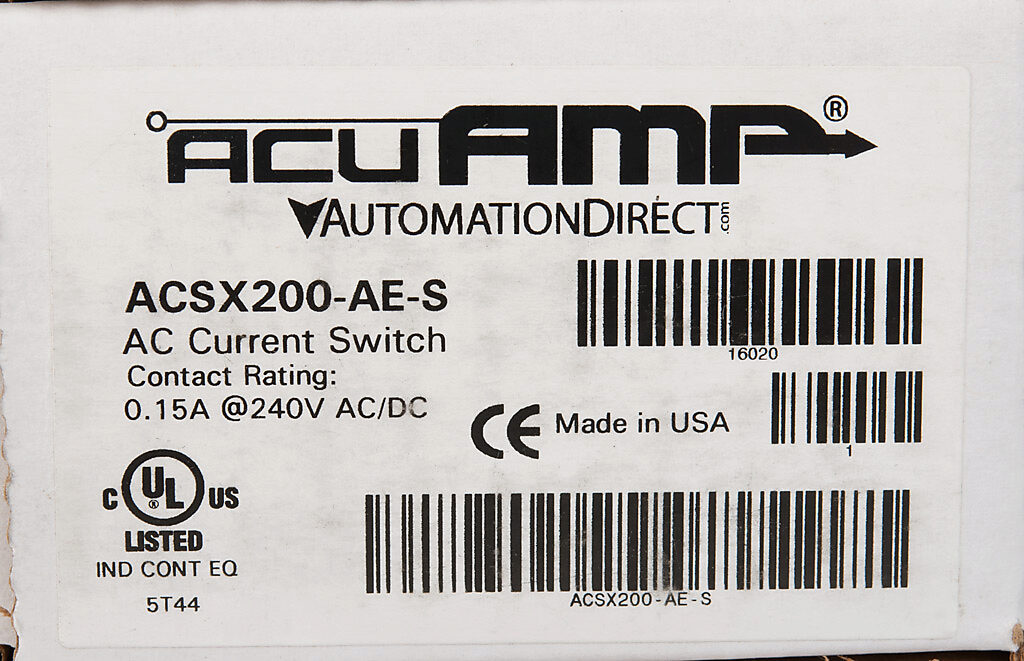 ACUAMP®
AUTOMATIONDIRECT.com
ACSX200-AE-S
AC Current Switch
Contact Rating:
0.15A @240V AC/DC
16020
CE Made in USA
1
C UL® US
LISTED
IND CONT EQ
5T44
ACSX200-AE-S